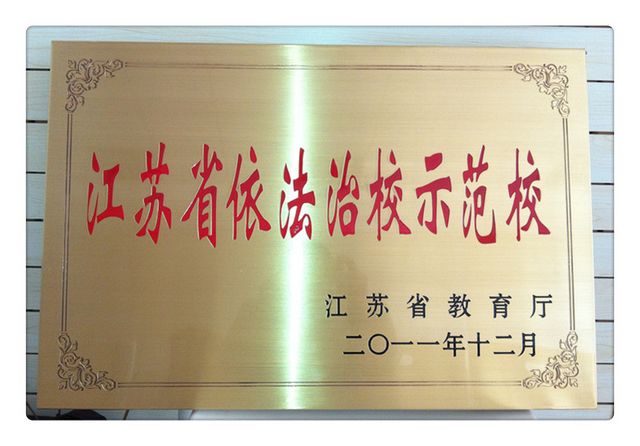 江苏省依法治校示范校
江苏省教育厅
二〇一一年十二月